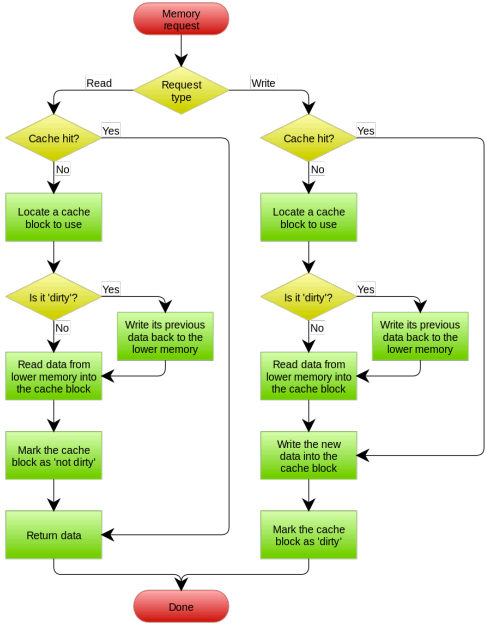 Memory
request
Request
type
Read
Write
Cache hit?
Yes
No
Locate a cache
block to use
Is it 'dirty'?
Yes
No
Write its previous
data back to the
lower memory
Read data from
lower memory into
the cache block
Mark the cache
block as 'not dirty'
Return data
Cache hit?
Yes
No
Locate a cache
block to use
Is it 'dirty'?
Yes
No
Write its previous
data back to the
lower memory
Read data from
lower memory into
the cache block
Write the new
data into the
cache block
Mark the cache
block as 'dirty'
Done